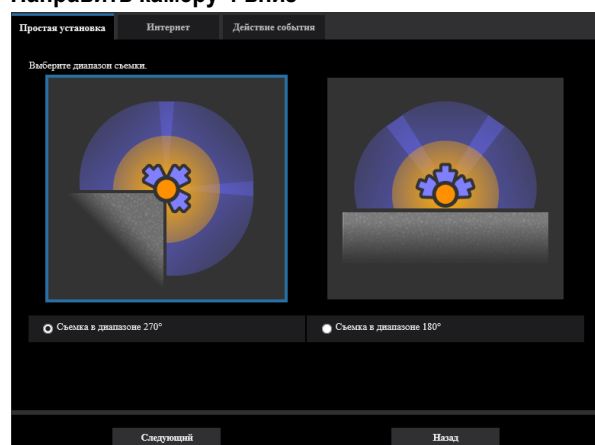 Направить камеру 4 вниз
Простая установка Интернет Действие события
Выберите диапазон съемки.
Съемка в диапазоне 270° Съемка в диапазоне 180°
Следующий Назад